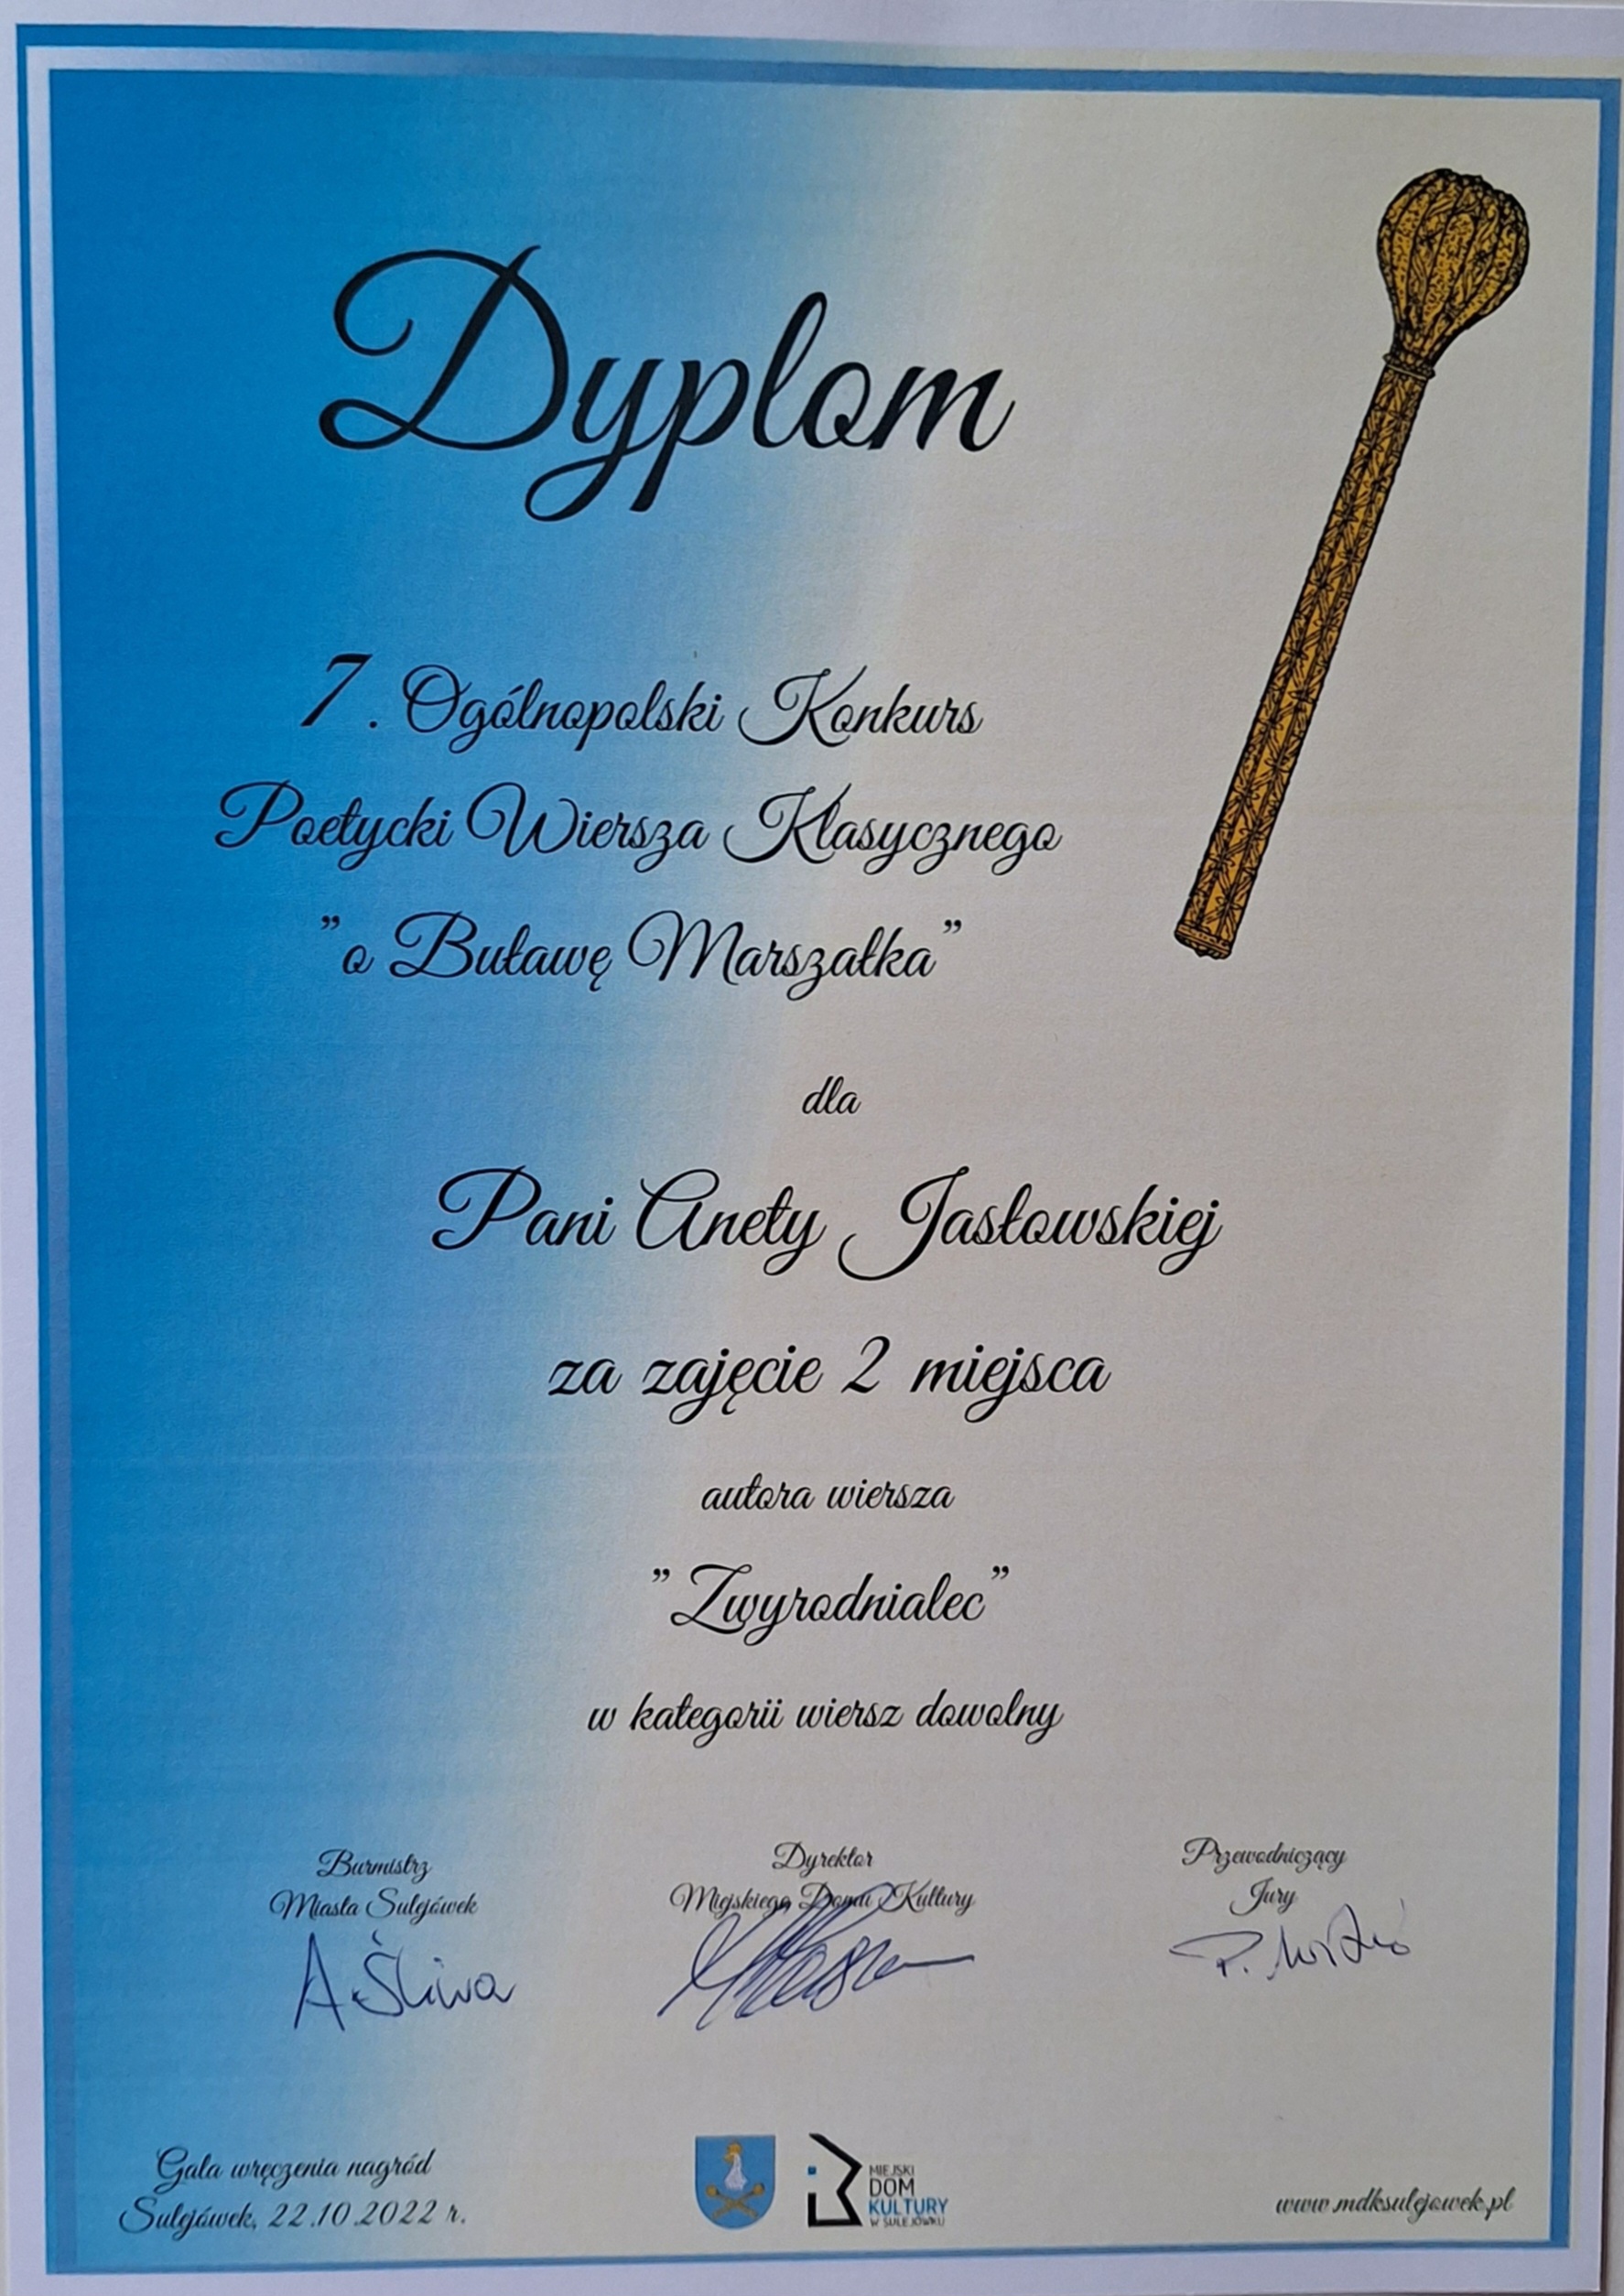 Dyplom
7. Ogólnopolski Konkurs
Poetycki Wiersza Klasycznego
"o Buławę Marszałka"
dla
Pani Anety Jasłowskiej
za zajęcie 2 miejsca
autora wiersza
"Zwyrodnialec"
w kategorii wiersz dowolny
Burmistrz
Miasta Sulejówek
A Śliwa
Dyrektor
Miejskiego Domu Kultury
Przewodniczący
Jury
Gala wręczenia nagród
Sulejówek, 22.10.2022 r.
MIEJSKI
DOM
KULTURY
W SULEJÓWKU
www.mdksulejowek.pl